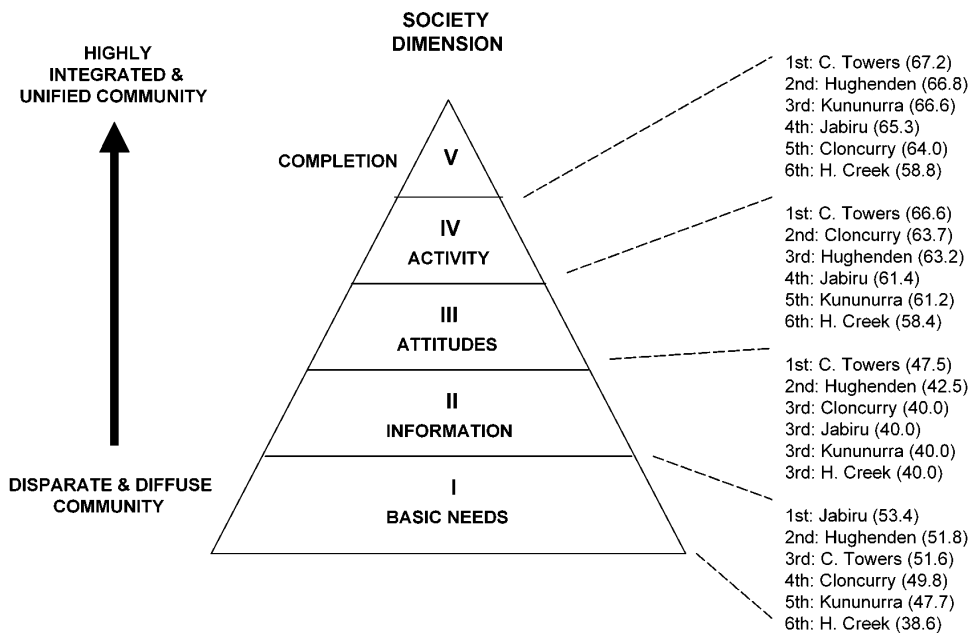 SOCIETY
DIMENSION
HIGHLY
INTEGRATED &
UNIFIED COMMUNITY
DISPARATE & DIFFUSE
COMMUNITY
COMPLETION
V
IV
ACTIVITY
III
ATTITUDES
II
INFORMATION
I
BASIC NEEDS
1st: C. Towers (67.2)
2nd: Hughenden (66.8)
3rd: Kununurra (66.6)
4th: Jabiru (65.3)
5th: Cloncurry (64.0)
6th: H. Creek (58.8)
1st: C. Towers (66.6)
2nd: Cloncurry (63.7)
3rd: Hughenden (63.2)
4th: Jabiru (61.4)
5th: Kununurra (61.2)
6th: H. Creek (58.4)
1st: C. Towers (47.5)
2nd: Hughenden (42.5)
3rd: Cloncurry (40.0)
3rd: Jabiru (40.0)
3rd: Kununurra (40.0)
3rd: H. Creek (40.0)
1st: Jabiru (53.4)
2nd: Hughenden (51.8)
3rd: C. Towers (51.6)
4th: Cloncurry (49.8)
5th: Kununurra (47.7)
6th: H. Creek (38.6)